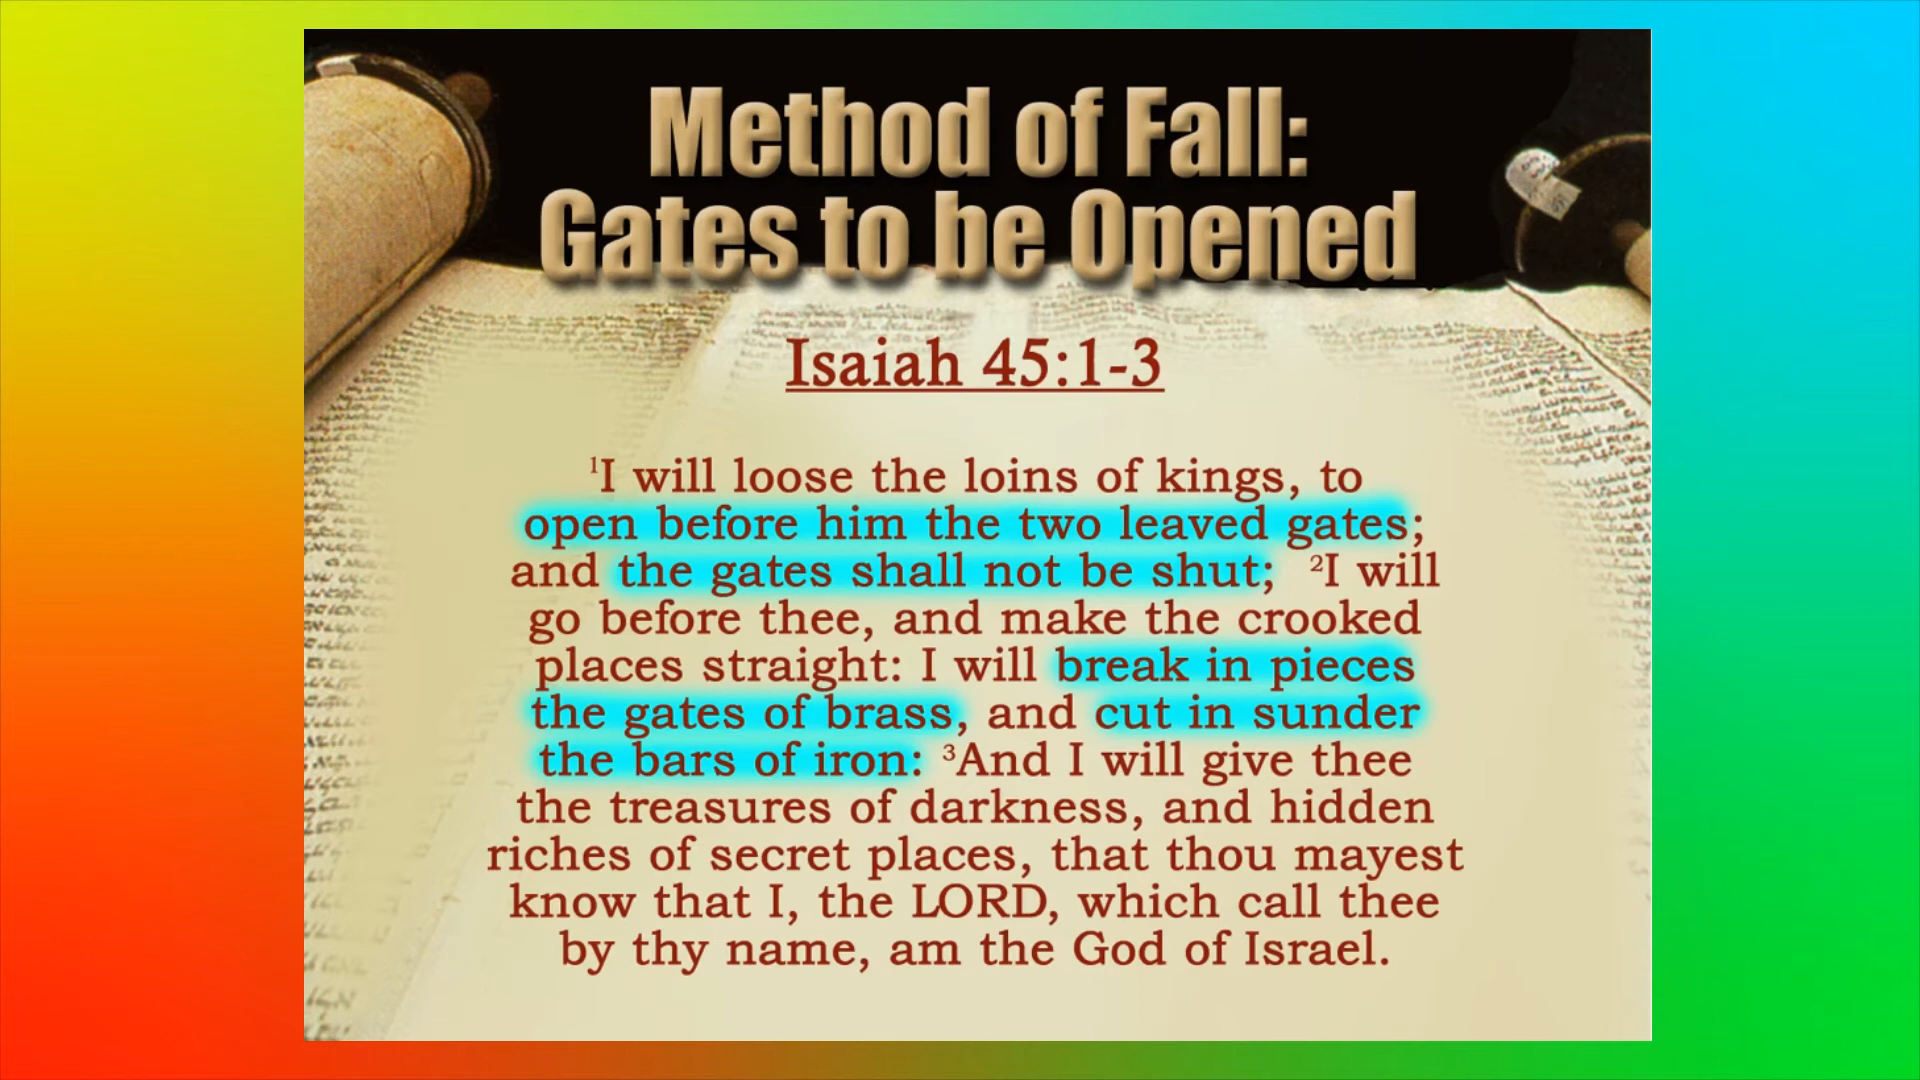 Method of Fall:
Gates to be Opened
Isaiah 45:1-3
¹I will loose the loins of kings, to
open before him the two leaved gates;
and the gates shall not be shut; ²I will
go before thee, and make the crooked
places straight: I will break in pieces
the gates of brass, and cut in sunder
the bars of iron: ³And I will give thee
the treasures of darkness, and hidden
riches of secret places, that thou mayest
know that I, the LORD, which call thee
by thy name, am the God of Israel.